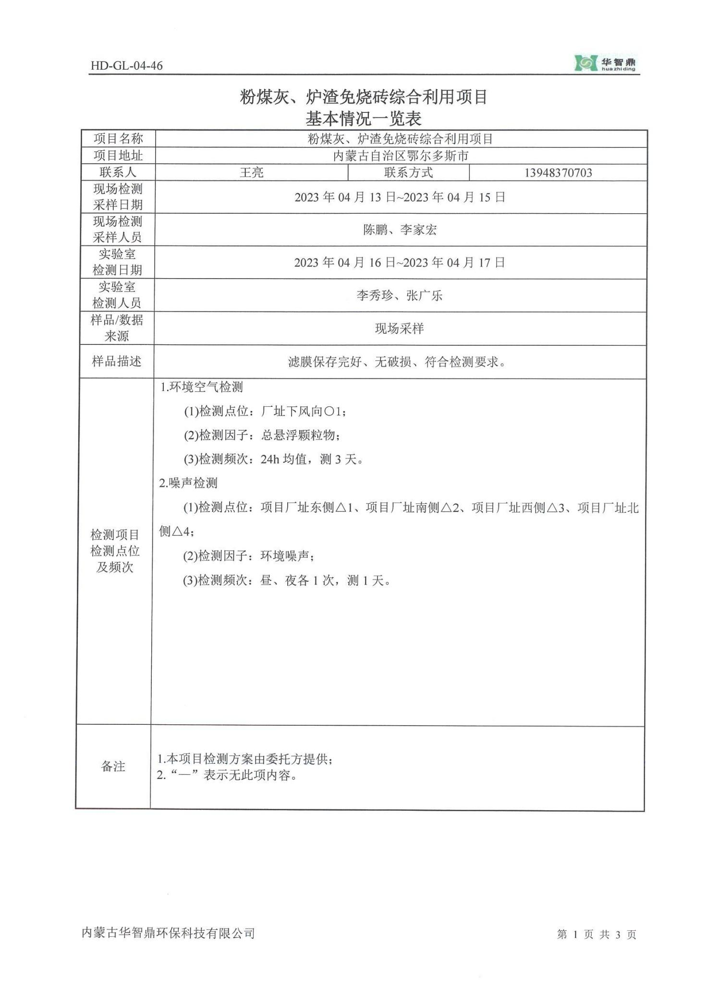 HD-GL-04-46
华智鼎
huazhiding
粉煤灰、炉渣免烧砖综合利用项目
基本情况一览表
项目名称
粉煤灰、炉渣免烧砖综合利用项目
项目地址
内蒙古自治区鄂尔多斯市
联系人
王亮
联系方式
13948370703
现场检测
采样日期
2023 年 04 月 13 日~2023 年 04 月 15 日
现场检测
采样人员
陈鹏、李家宏
实验室
检测日期
2023 年 04 月 16 日~2023 年 04 月 17 日
实验室
检测人员
李秀珍、张广乐
样品/数据
来源
现场采样
样品描述
滤膜保存完好、无破损、符合检测要求。
检测项目
检测点位
及频次
1.环境空气检测
(1)检测点位：厂址下风向○1；
(2)检测因子：总悬浮颗粒物；
(3)检测频次：24h 均值，测 3 天。
2.噪声检测
(1)检测点位：项目厂址东侧△1、项目厂址南侧△2、项目厂址西侧△3、项目厂址北
侧△4；
(2)检测因子：环境噪声；
(3)检测频次：昼、夜各 1 次，测 1 天。
备注
1.本项目检测方案由委托方提供；
2.“—”表示无此项内容。
内蒙古华智鼎环保科技有限公司
第 1 页 共 3 页